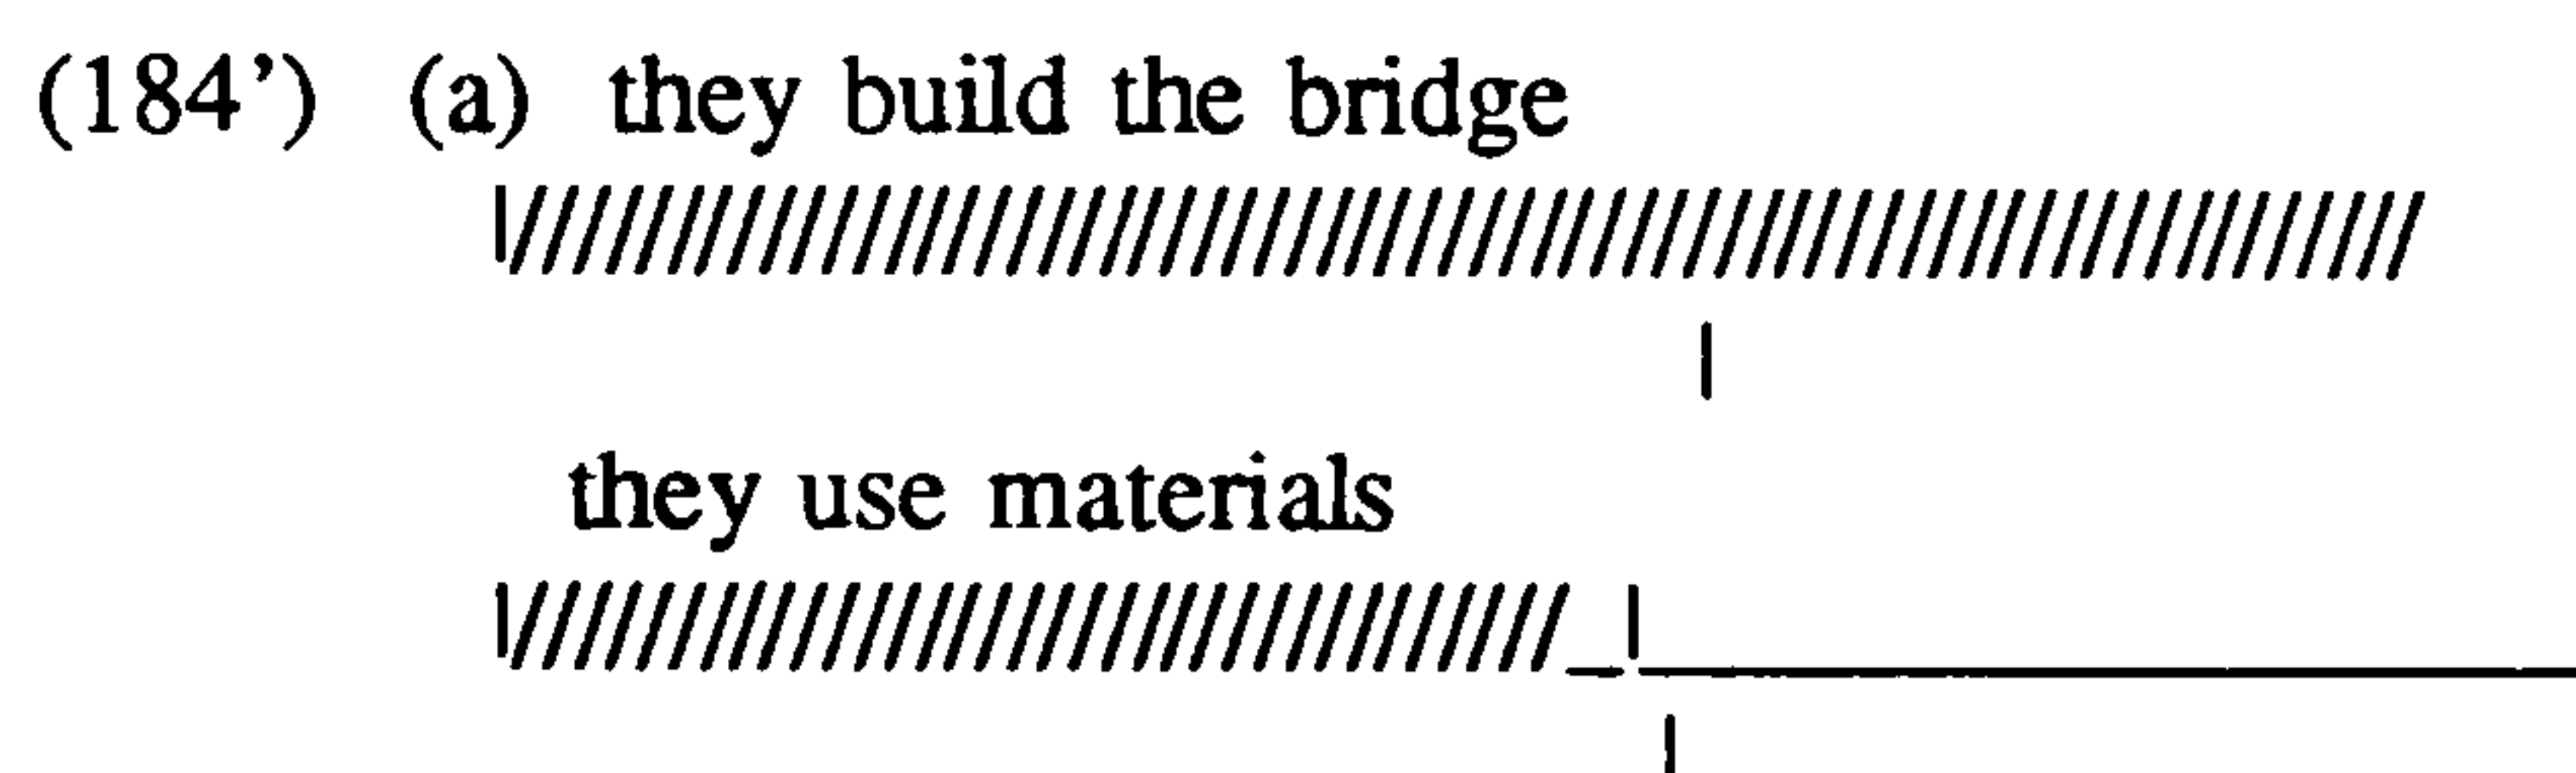 (184’) (a) they build the bridge
they use materials